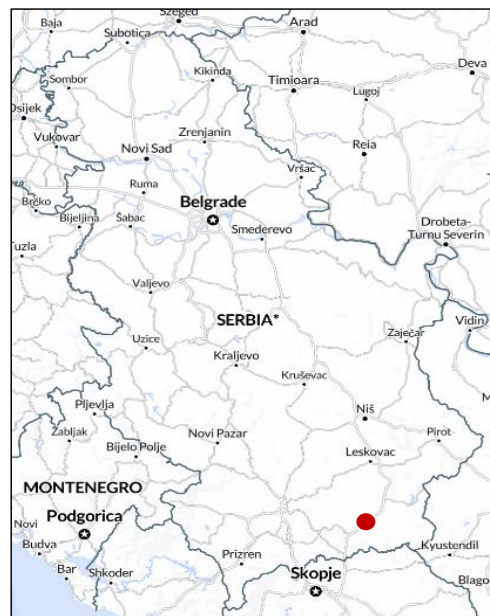 Szeged
Arad
Baja
Subotica
Deva
Sombor
Kikinda
Timioara
Lugoj
Osijek
Zrenjanin
Reia
Vukovar
Novi Sad
Vršac
Ruma
Brčko
Belgrade
Drobeta-
Turnu Severin
Bijeljina
Šabac
Smederevo
Tuzla
Valjevo
SERBIA*
Vidin
Zaječar
Uzice
Kraljevo
Kruševac
Pljevlja
Niš
Žabljak
Novi Pazar
Pirot
Bijelo Polje
Leskovac
MONTENEGRO
Novi
Podgorica
Budva
Prizren
Kyustendil
Bar
Shkoder
Skopje
Blago